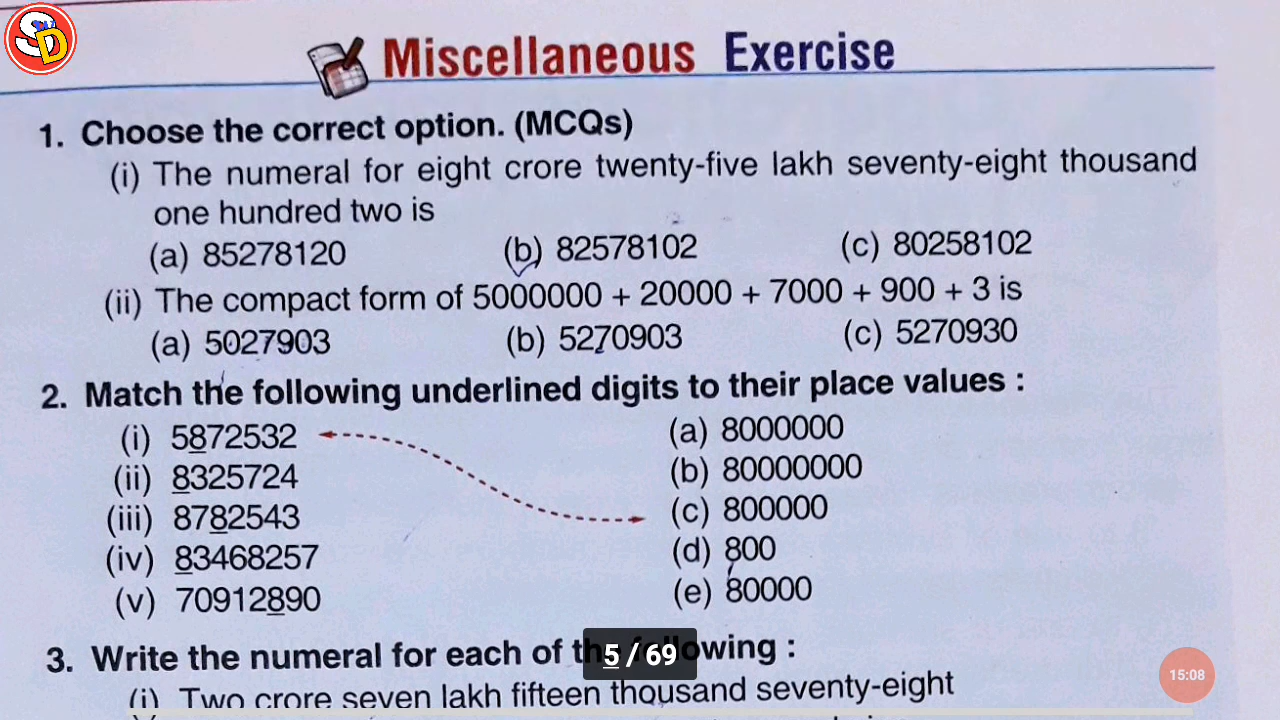 SD
Miscellaneous Exercise
1. Choose the correct option. (MCQs)
(i) The numeral for eight crore twenty-five lakh seventy-eight thousand
one hundred two is
(a) 85278120 (b) 82578102 (c) 80258102
(ii) The compact form of 5000000 + 20000 + 7000 + 900 + 3 is
(a) 5027903 (b) 5270903 (c) 5270930
2. Match the following underlined digits to their place values :
(i) 5872532 (a) 8000000
(ii) 8325724 (b) 80000000
(iii) 8782543 (c) 800000
(iv) 83468257 (d) 800
(v) 70912890 (e) 80000
3. Write the numeral for each of the following :
5 / 69
(i) Two crore seven lakh fifteen thousand seventy-eight
15:08